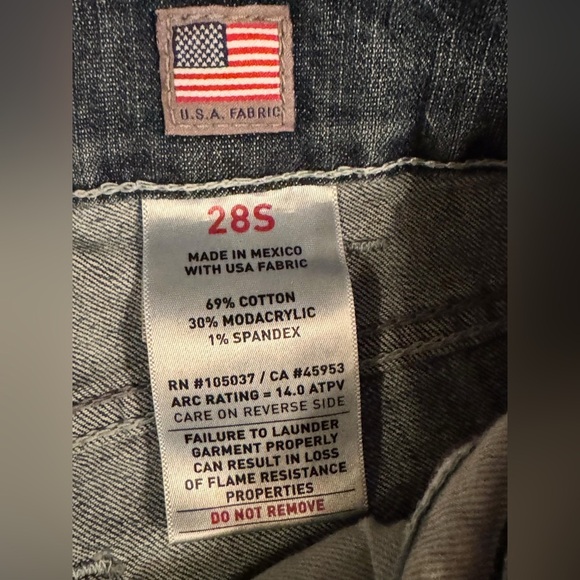 U.S.A. FABRIC
28S
MADE IN MEXICO
WITH USA FABRIC
69% COTTON
30% MODACRYLIC
1% SPANDEX
RN #105037 / CA #45953
ARC RATING = 14.0 ATPV
CARE ON REVERSE SIDE
FAILURE TO LAUNDER
GARMENT PROPERLY
CAN RESULT IN LOSS
OF FLAME RESISTANCE
PROPERTIES
DO NOT REMOVE